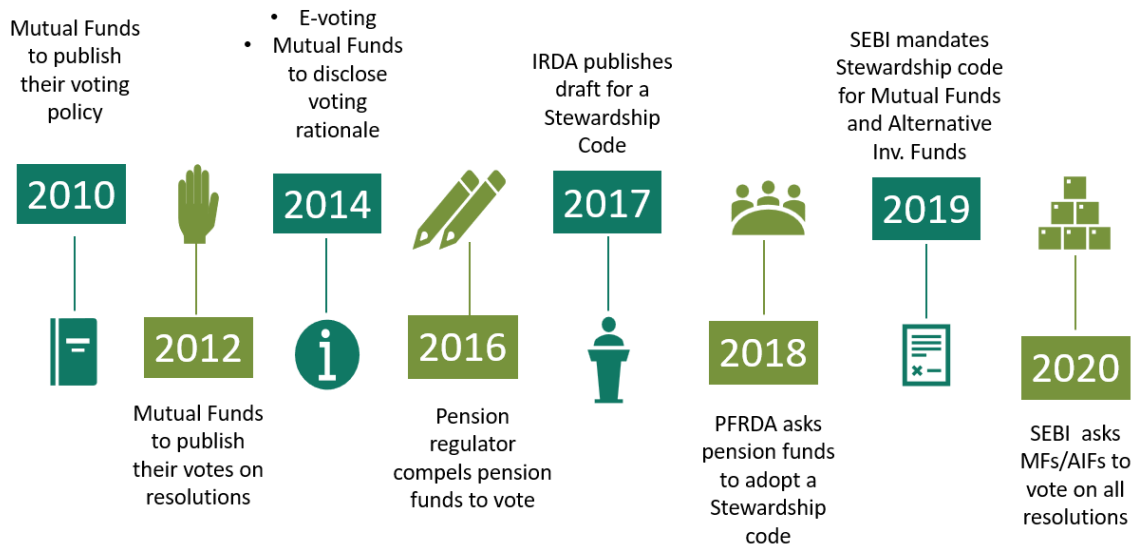 Mutual Funds
to publish
their voting
policy
2010
2012
Mutual Funds
to publish
their votes on
resolutions
• E-voting
• Mutual Funds
to disclose
voting
rationale
2014
2016
Pension
regulator
compels pension
funds to vote
IRDA publishes
draft for a
Stewardship
Code
2017
2018
PFRDA asks
pension funds
to adopt a
Stewardship
code
SEBI mandates
Stewardship code
for Mutual Funds
and Alternative
Inv. Funds
2019
2020
SEBI asks
MFs/AIFs to
vote on all
resolutions